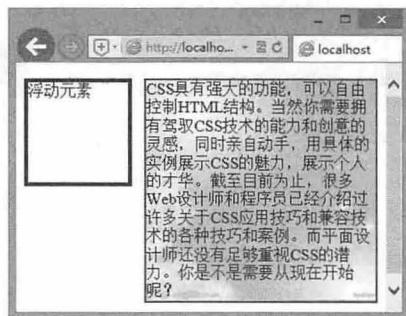 http://localho...
localhost
浮动元素
CSS具有强大的功能，可以自由
控制HTML结构。当然你需要拥
有驾驭CSS技术的能力和创意的
灵感，同时亲自动手，用具体的
实例展示CSS的魅力，展示个人
的才华。截至目前为止，很多
Web设计师和程序员已经介绍过
许多关于CSS应用技巧和兼容技
术的各种技巧和案例。而平面设
计师还没有足够重视CSS的潜
力。你是不是需要从现在开始
呢？